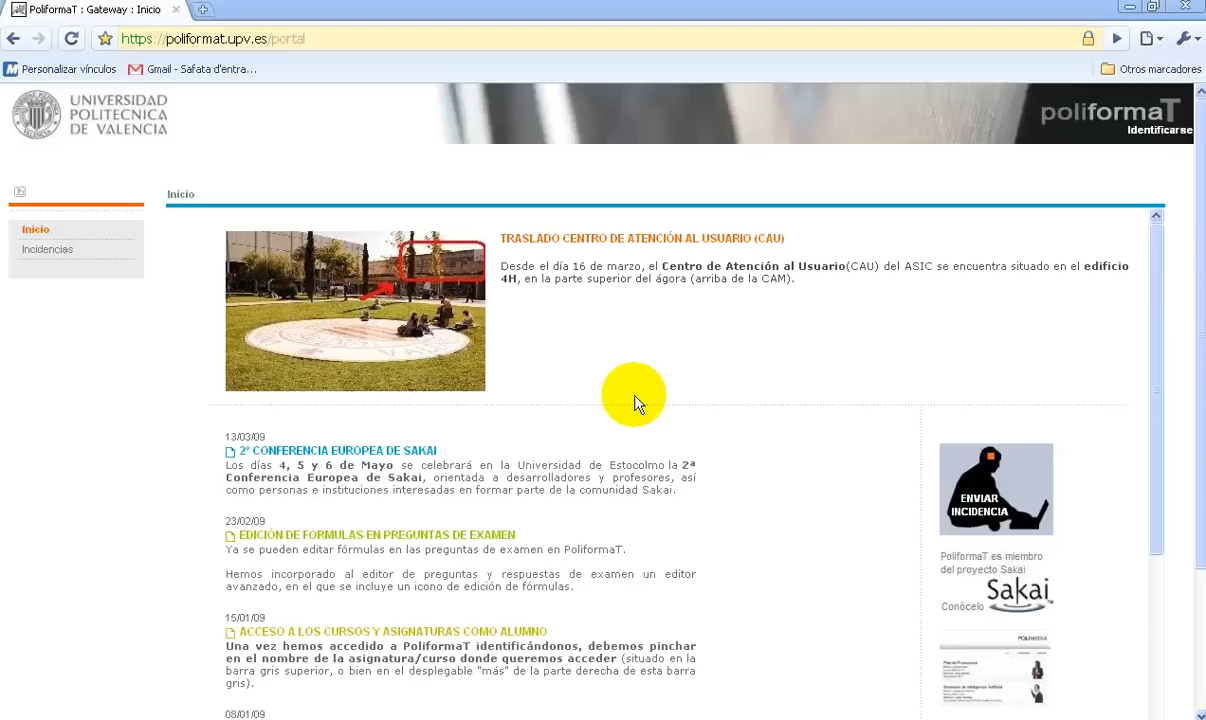 PoliformaT : Gateway : Inicio
https://poliformat.upv.es/portal
Personalizar vínculos
Gmail - Safata d'entra...
Otros marcadores
UNIVERSIDAD
POLITECNICA
DE VALENCIA
poliformaT
Identificarse
Inicio
Inicio
Incidencias
TRASLADO CENTRO DE ATENCIÓN AL USUARIO (CAU)
Desde el día 16 de marzo, el Centro de Atención al Usuario(CAU) del ASIC se encuentra situado en el edificio
4H, en la parte superior del ágora (arriba de la CAM).
13/03/09
2ª CONFERENCIA EUROPEA DE SAKAI
Los días 4, 5 y 6 de Mayo se celebrará en la Universidad de Estocolmo la 2ª
Conferencia Europea de Sakai, orientada a desarrolladores y profesores, así
como personas e instituciones interesadas en formar parte de la comunidad Sakai.
23/02/09
EDICIÓN DE FÓRMULAS EN PREGUNTAS DE EXAMEN
Ya se pueden editar fórmulas en las preguntas de examen en PoliformaT.
Hemos incorporado al editor de preguntas y respuestas de examen un editor
avanzado, en el que se incluye un icono de edición de fórmulas.
15/01/09
ACCESO A LOS CURSOS Y ASIGNATURAS COMO ALUMNO
Una vez hemos accedido a PoliformaT identificándonos, debemos pinchar
en el nombre de la asignatura/curso donde queremos acceder (situado en la
barra gris superior, o bien en el desplegable "más" de la parte derecha de esta barra
gris).
08/01/09
ENVIAR
INCIDENCIA
PoliformaT es miembro
del proyecto Sakai
Conócelo
Sakai™
POLIMEDIA